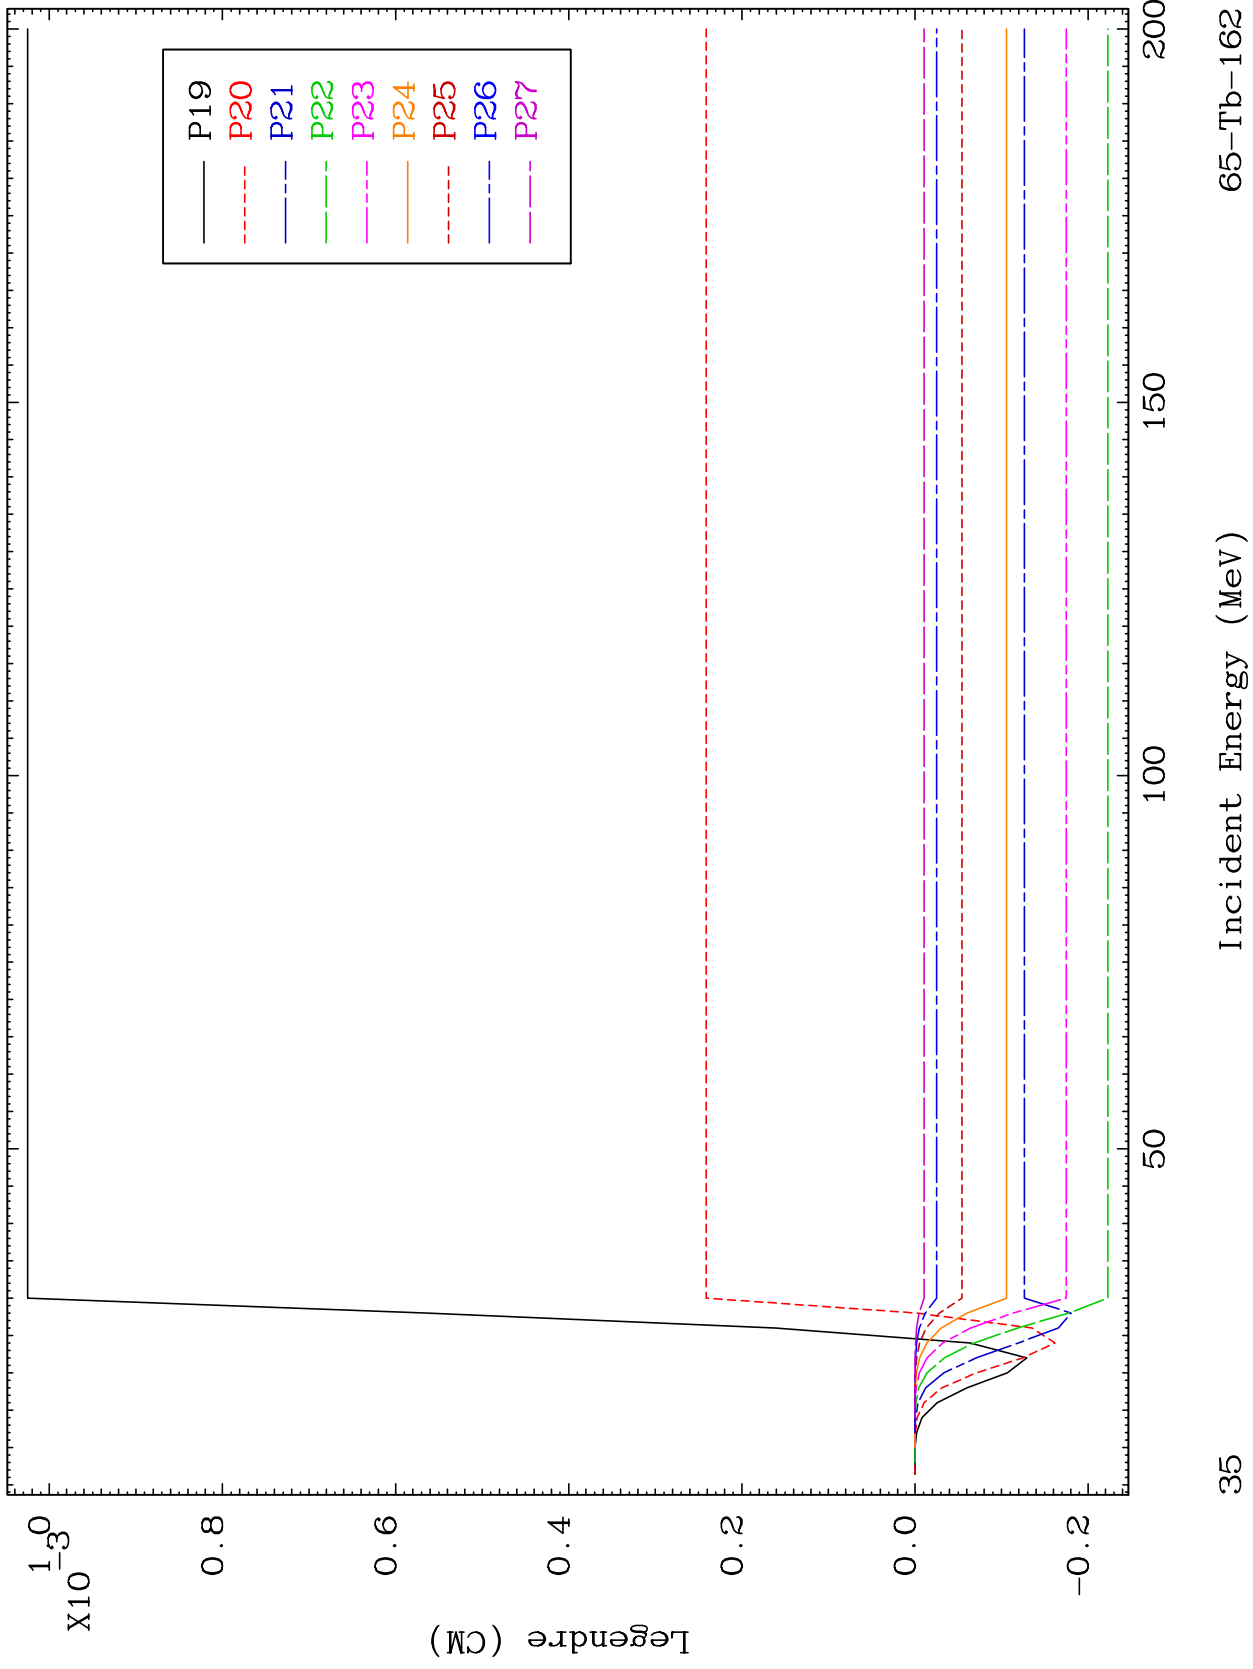 X10⁻³
1.0
0.8
0.6
0.4
0.2
0.0
−0.2
Legendre (CM)
P19
P20
P21
P22
P23
P24
P25
P26
P27
50
100
150
200
35
Incident Energy (MeV)
65−Tb−162